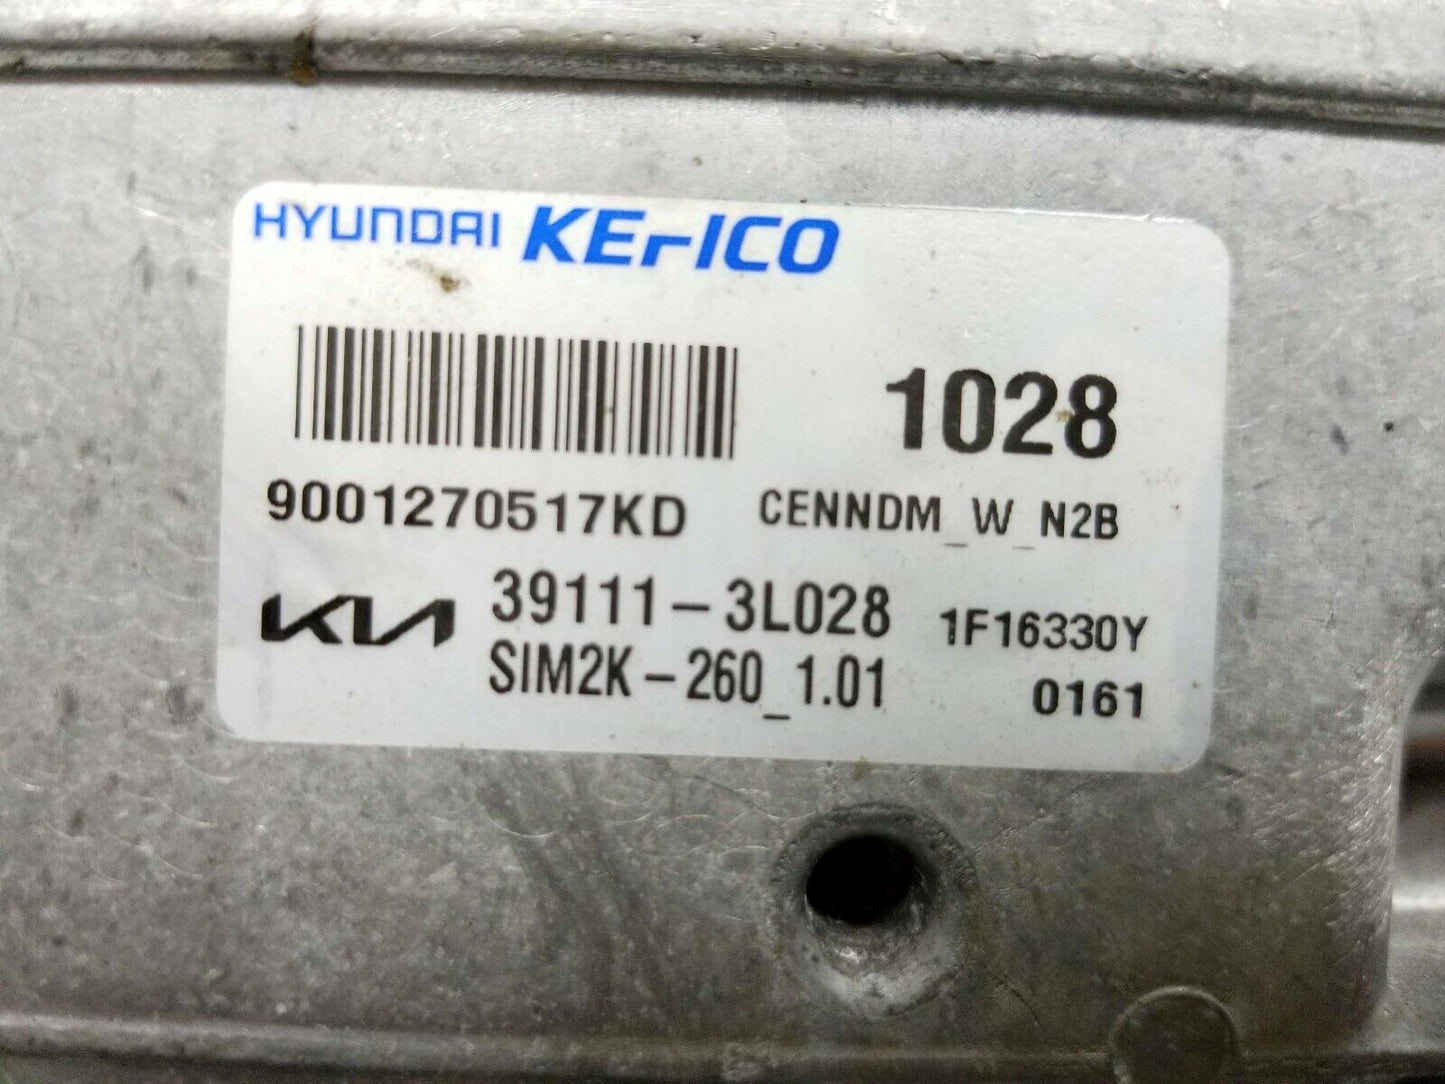 HYUNDAI KEFICO
1028
9001270517KD CENNDM_W_N2B
KIA 39111-3L028 1F16330Y
SIM2K-260_1.01 0161